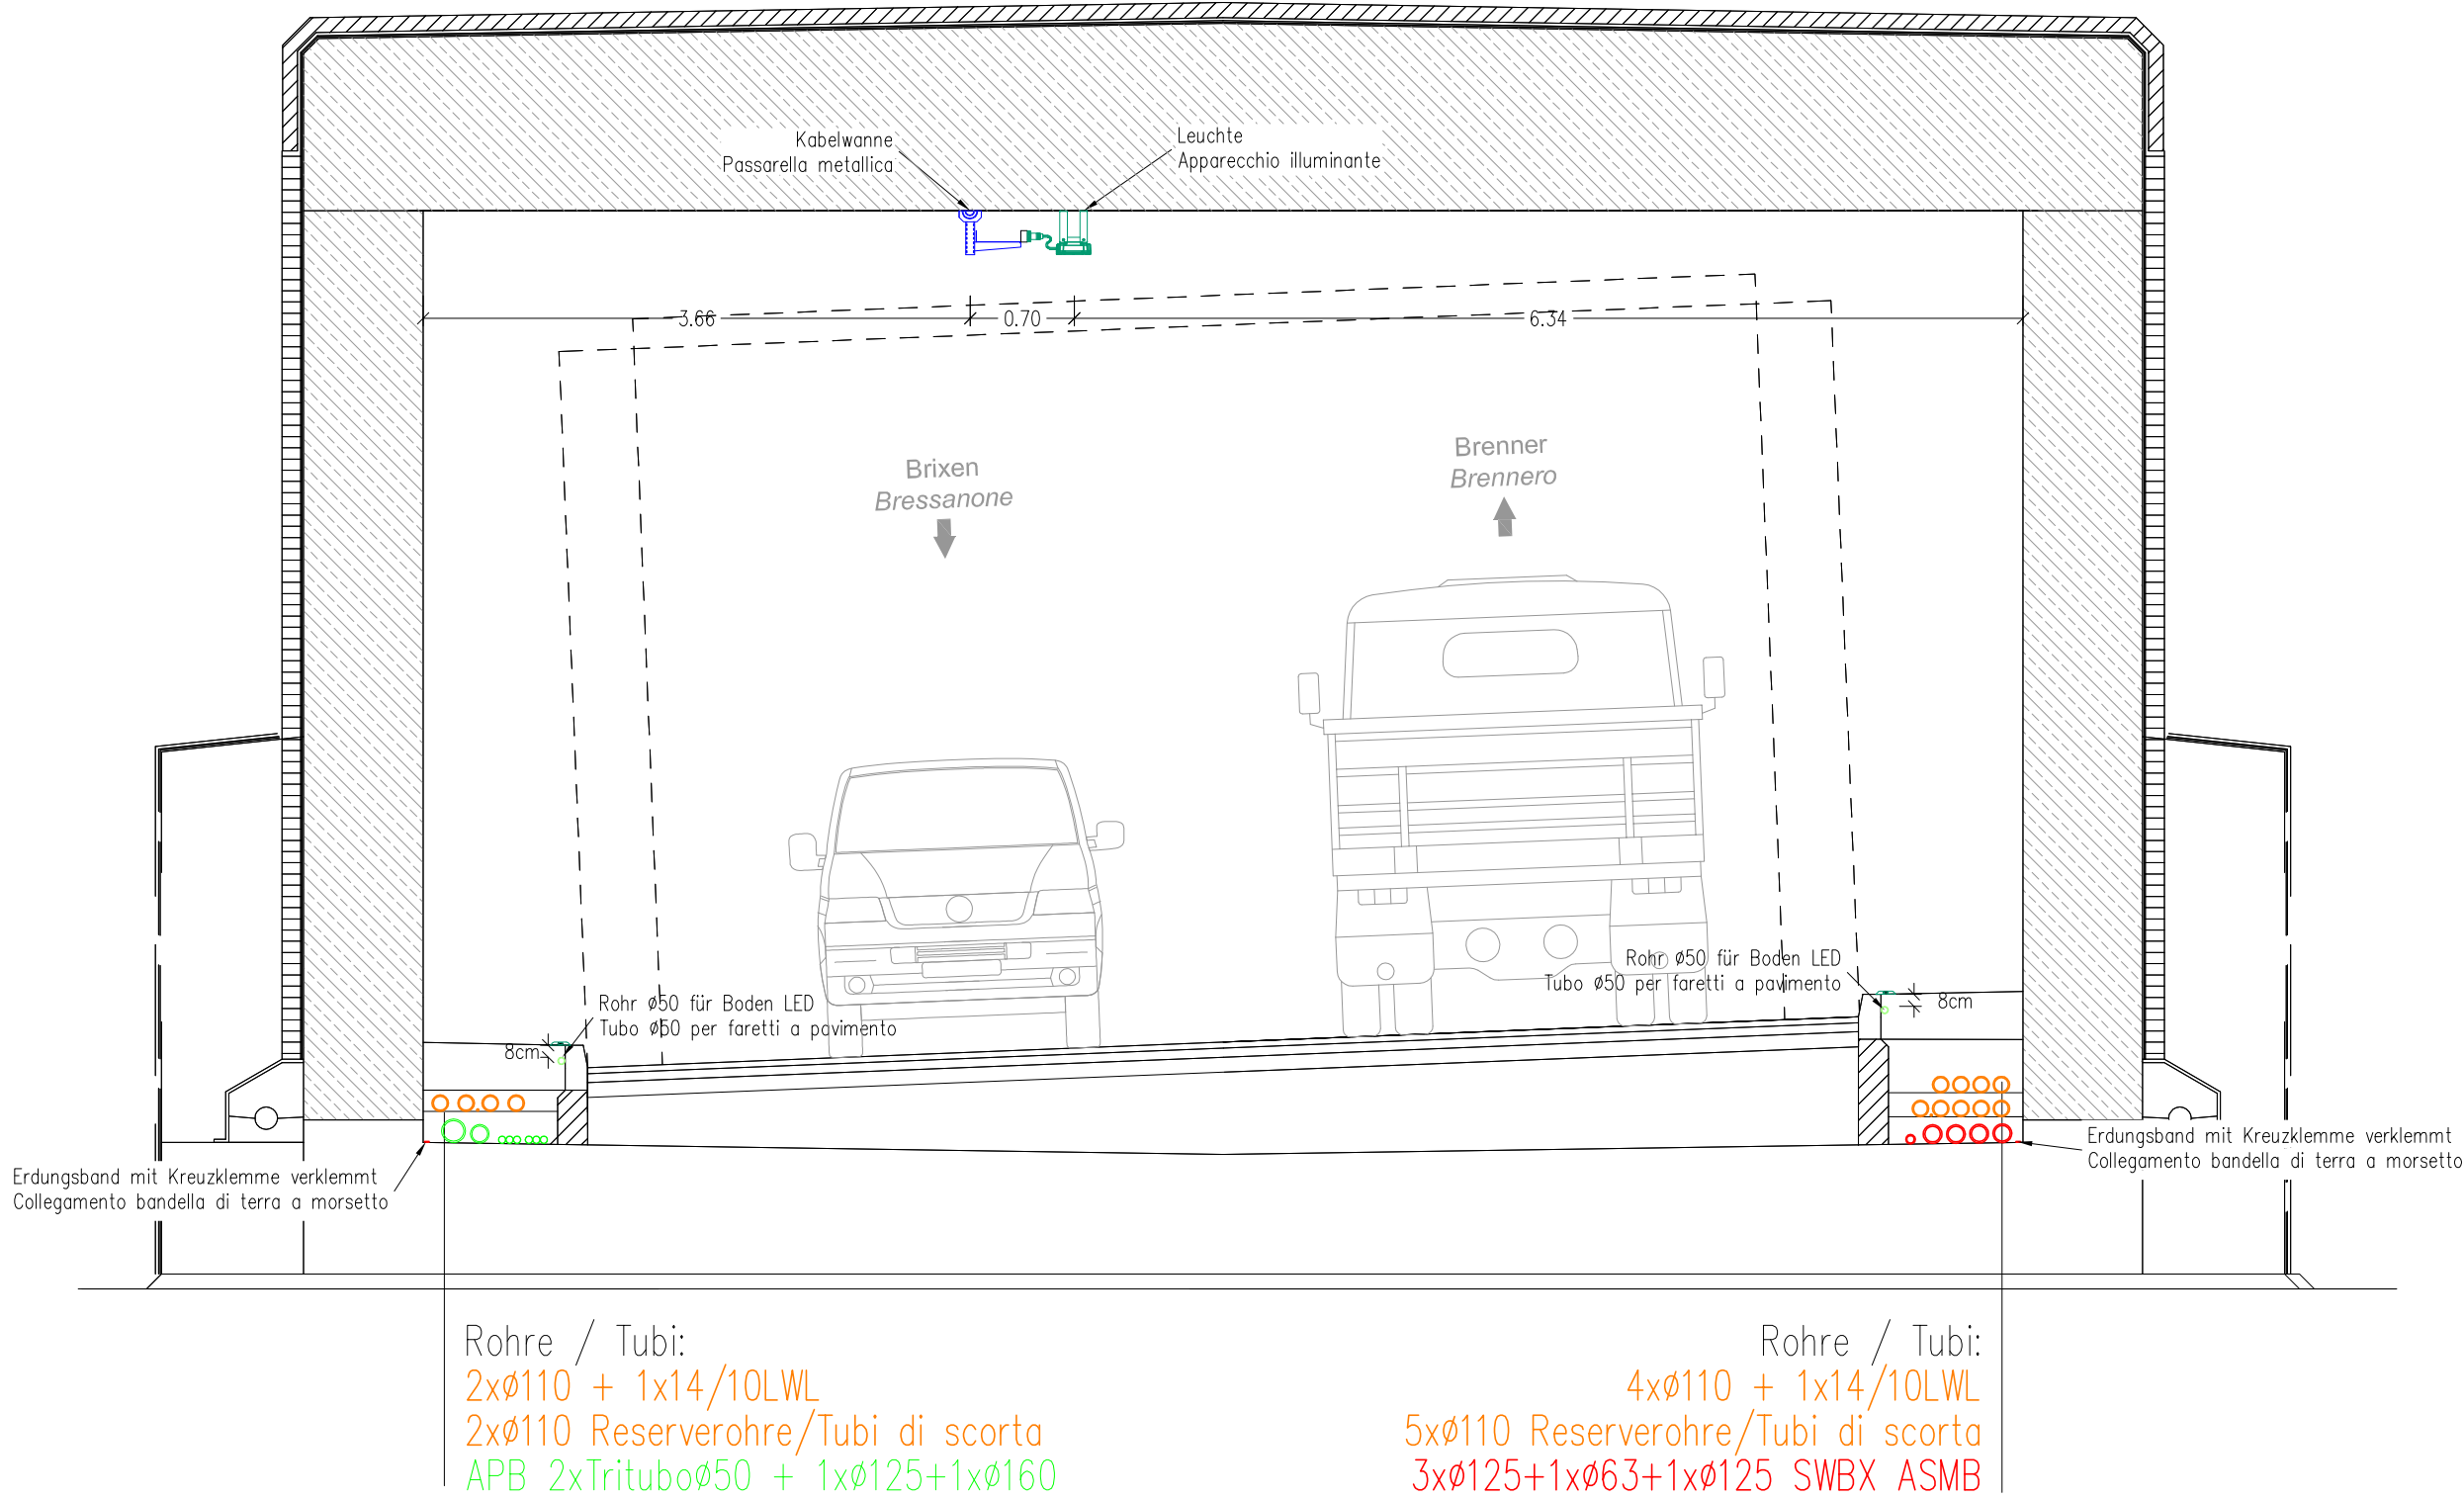 Kabelwanne
Passarella metallica
Leuchte
Apparecchio illuminante
3.66
0.70
6.34
Brixen
Bressanone
Brenner
Brennero
Rohr ø50 für Boden LED
Tubo ø50 per faretti a pavimento
8cm
Rohr ø50 für Boden LED
Tubo ø50 per faretti a pavimento
8cm
Erdungsband mit Kreuzklemme verklemmt
Collegamento bandella di terra a morsetto
Erdungsband mit Kreuzklemme verklemmt
Collegamento bandella di terra a morsetto
Rohre / Tubi:
2xø110 + 1x14/10LWL
2xø110 Reserverohre/Tubi di scorta
APB 2xTrituboø50 + 1xø125+1xø160
Rohre / Tubi:
4xø110 + 1x14/10LWL
5xø110 Reserverohre/Tubi di scorta
3xø125+1xø63+1xø125 SWBX ASMB